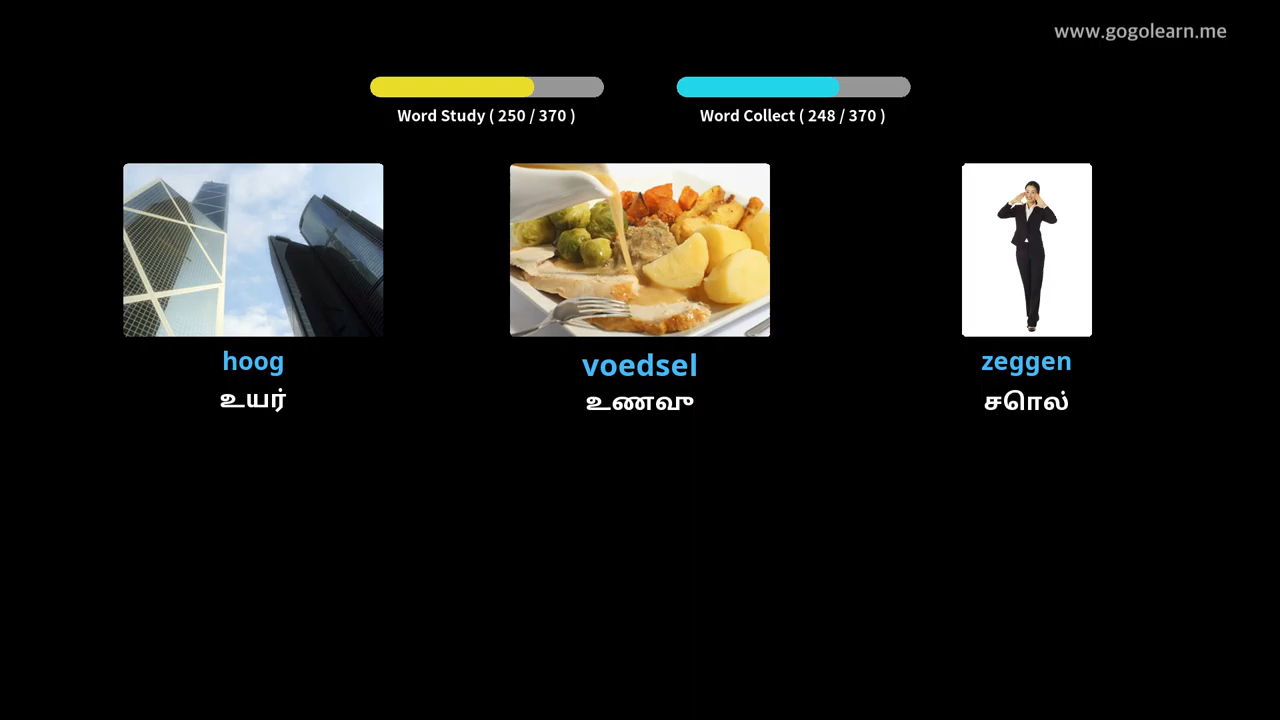 www.gogolearn.me
Word Study ( 250 / 370 )
Word Collect ( 248 / 370 )
hoog
voedsel
zeggen
உயர்
உணவு
சொல்